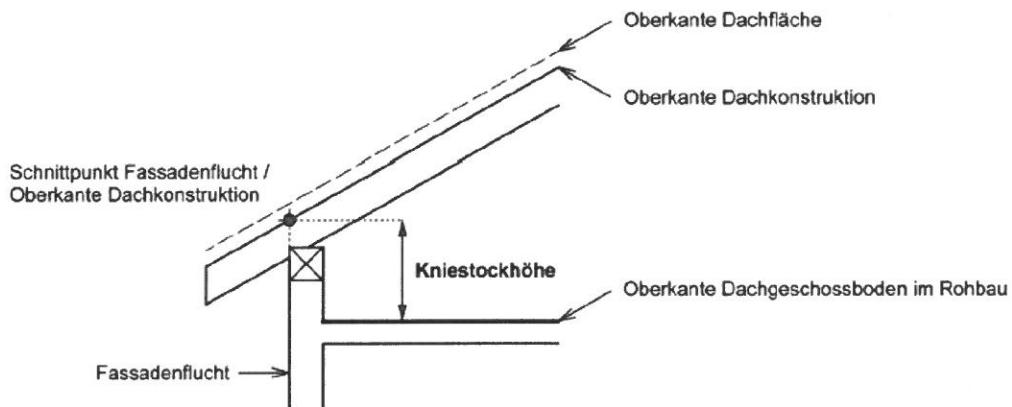 Oberkante Dachfläche
Oberkante Dachkonstruktion
Schnittpunkt Fassadenflucht /
Oberkante Dachkonstruktion
Kniestockhöhe
Oberkante Dachgeschossboden im Rohbau
Fassadenflucht